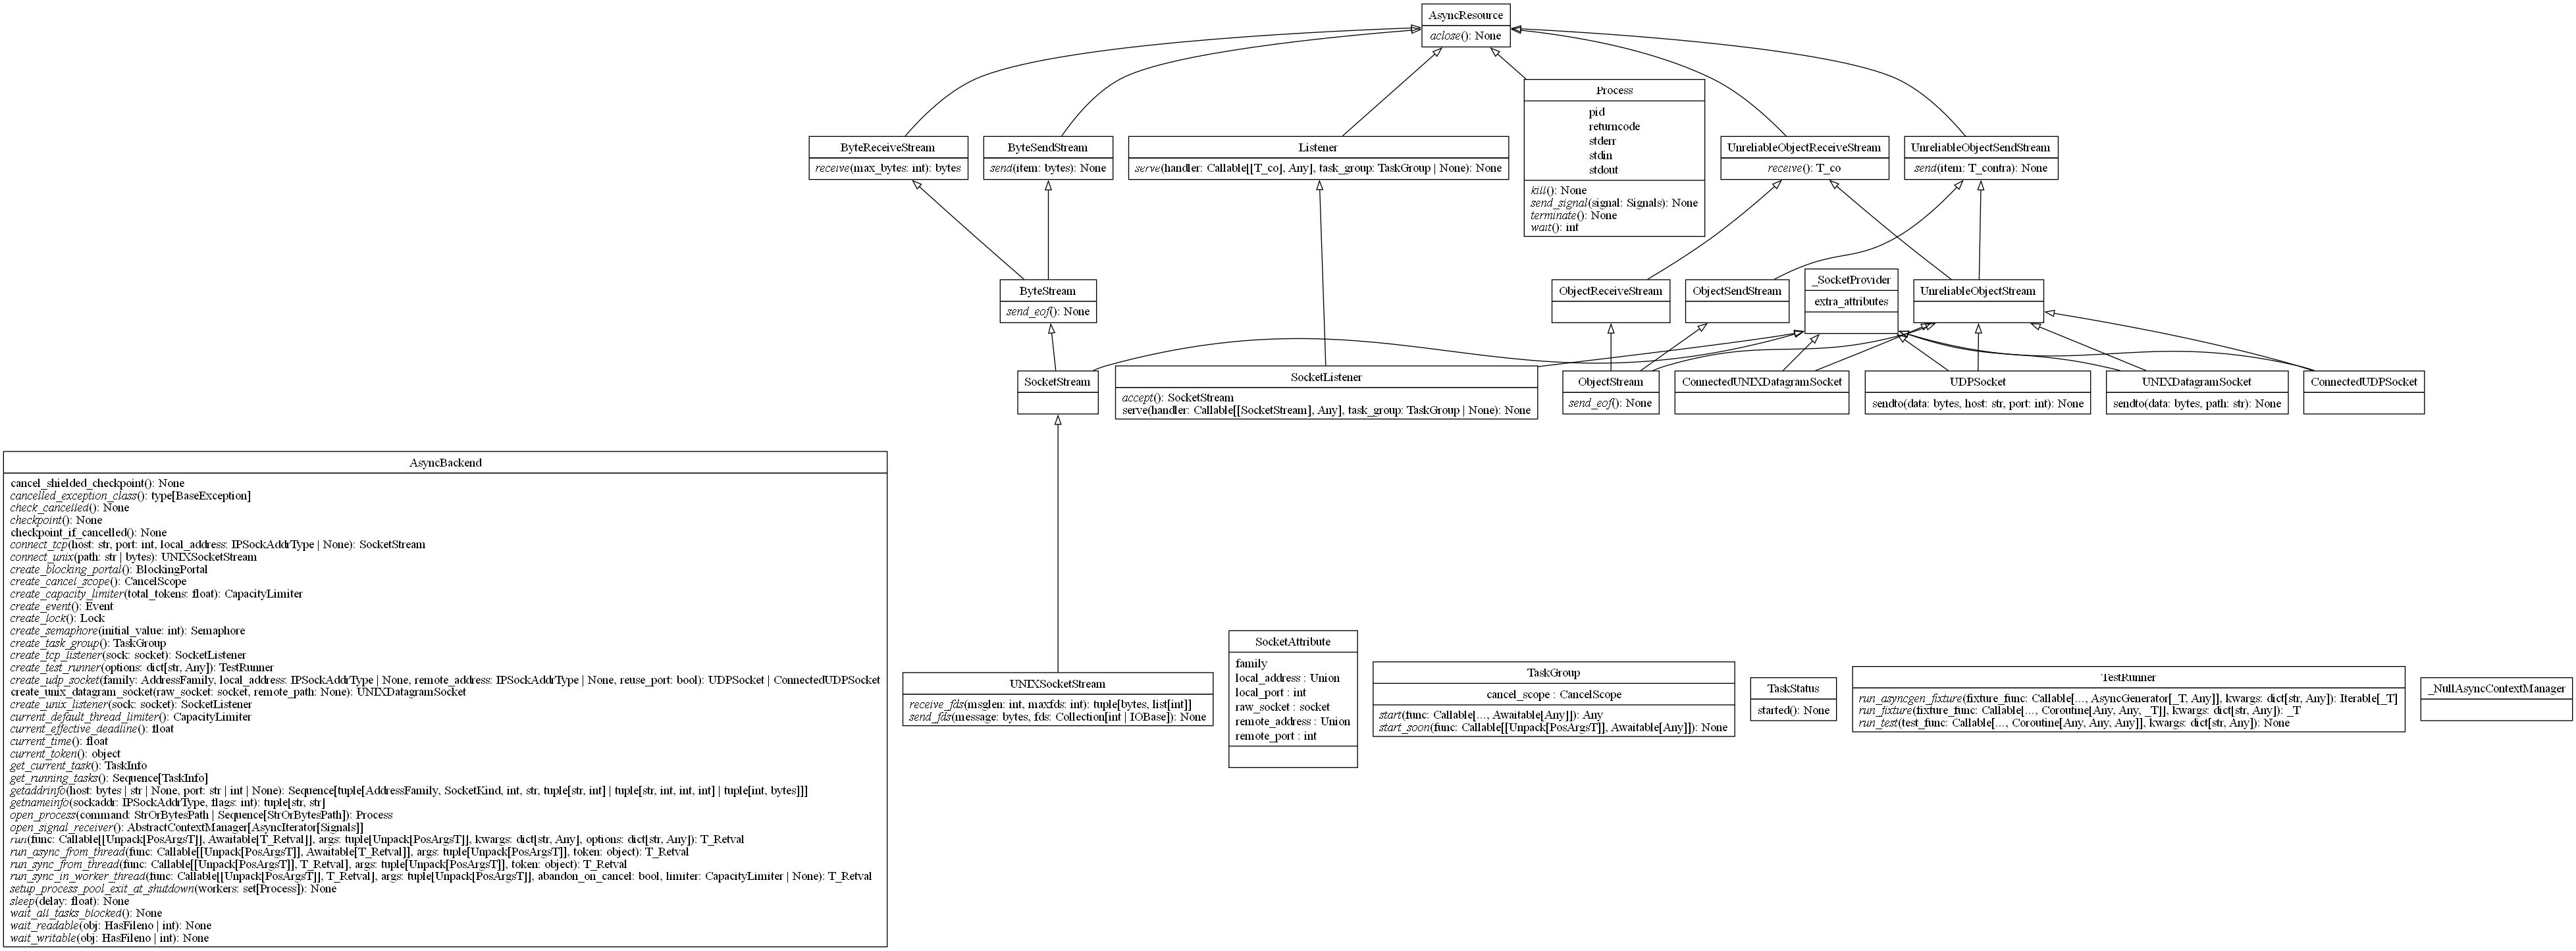 AsyncResource
aclose(): None
Process
pid
returncode
stderr
stdin
stdout
kill(): None
send_signal(signal: Signals): None
terminate(): None
wait(): int
ByteReceiveStream
receive(max_bytes: int): bytes
ByteSendStream
send(item: bytes): None
Listener
serve(handler: Callable[[T_co], Any], task_group: TaskGroup | None): None
UnreliableObjectReceiveStream
receive(): T_co
UnreliableObjectSendStream
send(item: T_contra): None
ByteStream
send_eof(): None
ObjectReceiveStream
ObjectSendStream
_SocketProvider
extra_attributes
UnreliableObjectStream
SocketStream
SocketListener
accept(): SocketStream
serve(handler: Callable[[SocketStream], Any], task_group: TaskGroup | None): None
ObjectStream
send_eof(): None
ConnectedUNIXDatagramSocket
UDPSocket
sendto(data: bytes, host: str, port: int): None
UNIXDatagramSocket
sendto(data: bytes, path: str): None
ConnectedUDPSocket
AsyncBackend
cancel_shielded_checkpoint(): None
cancelled_exception_class(): type[BaseException]
check_cancelled(): None
checkpoint(): None
checkpoint_if_cancelled(): None
connect_tcp(host: str, port: int, local_address: IPSockAddrType | None): SocketStream
connect_unix(path: str | bytes): UNIXSocketStream
create_blocking_portal(): BlockingPortal
create_cancel_scope(): CancelScope
create_capacity_limiter(total_tokens: float): CapacityLimiter
create_event(): Event
create_lock(): Lock
create_semaphore(initial_value: int): Semaphore
create_task_group(): TaskGroup
create_tcp_listener(sock: socket): SocketListener
create_test_runner(options: dict[str, Any]): TestRunner
create_udp_socket(family: AddressFamily, local_address: IPSockAddrType | None, remote_address: IPSockAddrType | None, reuse_port: bool): UDPSocket | ConnectedUDPSocket
create_unix_datagram_socket(raw_socket: socket, remote_path: None): UNIXDatagramSocket
create_unix_listener(sock: socket): SocketListener
current_default_thread_limiter(): CapacityLimiter
current_effective_deadline(): float
current_time(): float
current_token(): object
get_current_task(): TaskInfo
get_running_tasks(): Sequence[TaskInfo]
getaddrinfo(host: bytes | str | None, port: str | int | None): Sequence[tuple[AddressFamily, SocketKind, int, str, tuple[str, int] | tuple[str, int, int, int] | tuple[int, bytes]]]
getnameinfo(sockaddr: IPSockAddrType, flags: int): tuple[str, str]
open_process(command: StrOrBytesPath | Sequence[StrOrBytesPath]): Process
open_signal_receiver(): AbstractContextManager[AsyncIterator[Signals]]
run(func: Callable[[Unpack[PosArgsT]], Awaitable[T_Retval]], args: tuple[Unpack[PosArgsT]], kwargs: dict[str, Any], options: dict[str, Any]): T_Retval
run_async_from_thread(func: Callable[[Unpack[PosArgsT]], Awaitable[T_Retval]], args: tuple[Unpack[PosArgsT]], token: object): T_Retval
run_sync_from_thread(func: Callable[[Unpack[PosArgsT]], T_Retval], args: tuple[Unpack[PosArgsT]], token: object): T_Retval
run_sync_in_worker_thread(func: Callable[[Unpack[PosArgsT]], T_Retval], args: tuple[Unpack[PosArgsT]], abandon_on_cancel: bool, limiter: CapacityLimiter | None): T_Retval
setup_process_pool_exit_at_shutdown(workers: set[Process]): None
sleep(delay: float): None
wait_all_tasks_blocked(): None
wait_readable(obj: HasFileno | int): None
wait_writable(obj: HasFileno | int): None
UNIXSocketStream
receive_fds(msglen: int, maxfds: int): tuple[bytes, list[int]]
send_fds(message: bytes, fds: Collection[int | IOBase]): None
SocketAttribute
family
local_address : Union
local_port : int
raw_socket : socket
remote_address : Union
remote_port : int
TaskGroup
cancel_scope : CancelScope
start(func: Callable[..., Awaitable[Any]]): Any
start_soon(func: Callable[[Unpack[PosArgsT]], Awaitable[Any]]): None
TaskStatus
started(): None
TestRunner
run_asyncgen_fixture(fixture_func: Callable[..., AsyncGenerator[_T, Any]], kwargs: dict[str, Any]): Iterable[_T]
run_fixture(fixture_func: Callable[..., Coroutine[Any, Any, _T]], kwargs: dict[str, Any]): _T
run_test(test_func: Callable[..., Coroutine[Any, Any, Any]], kwargs: dict[str, Any]): None
_NullAsyncContextManager